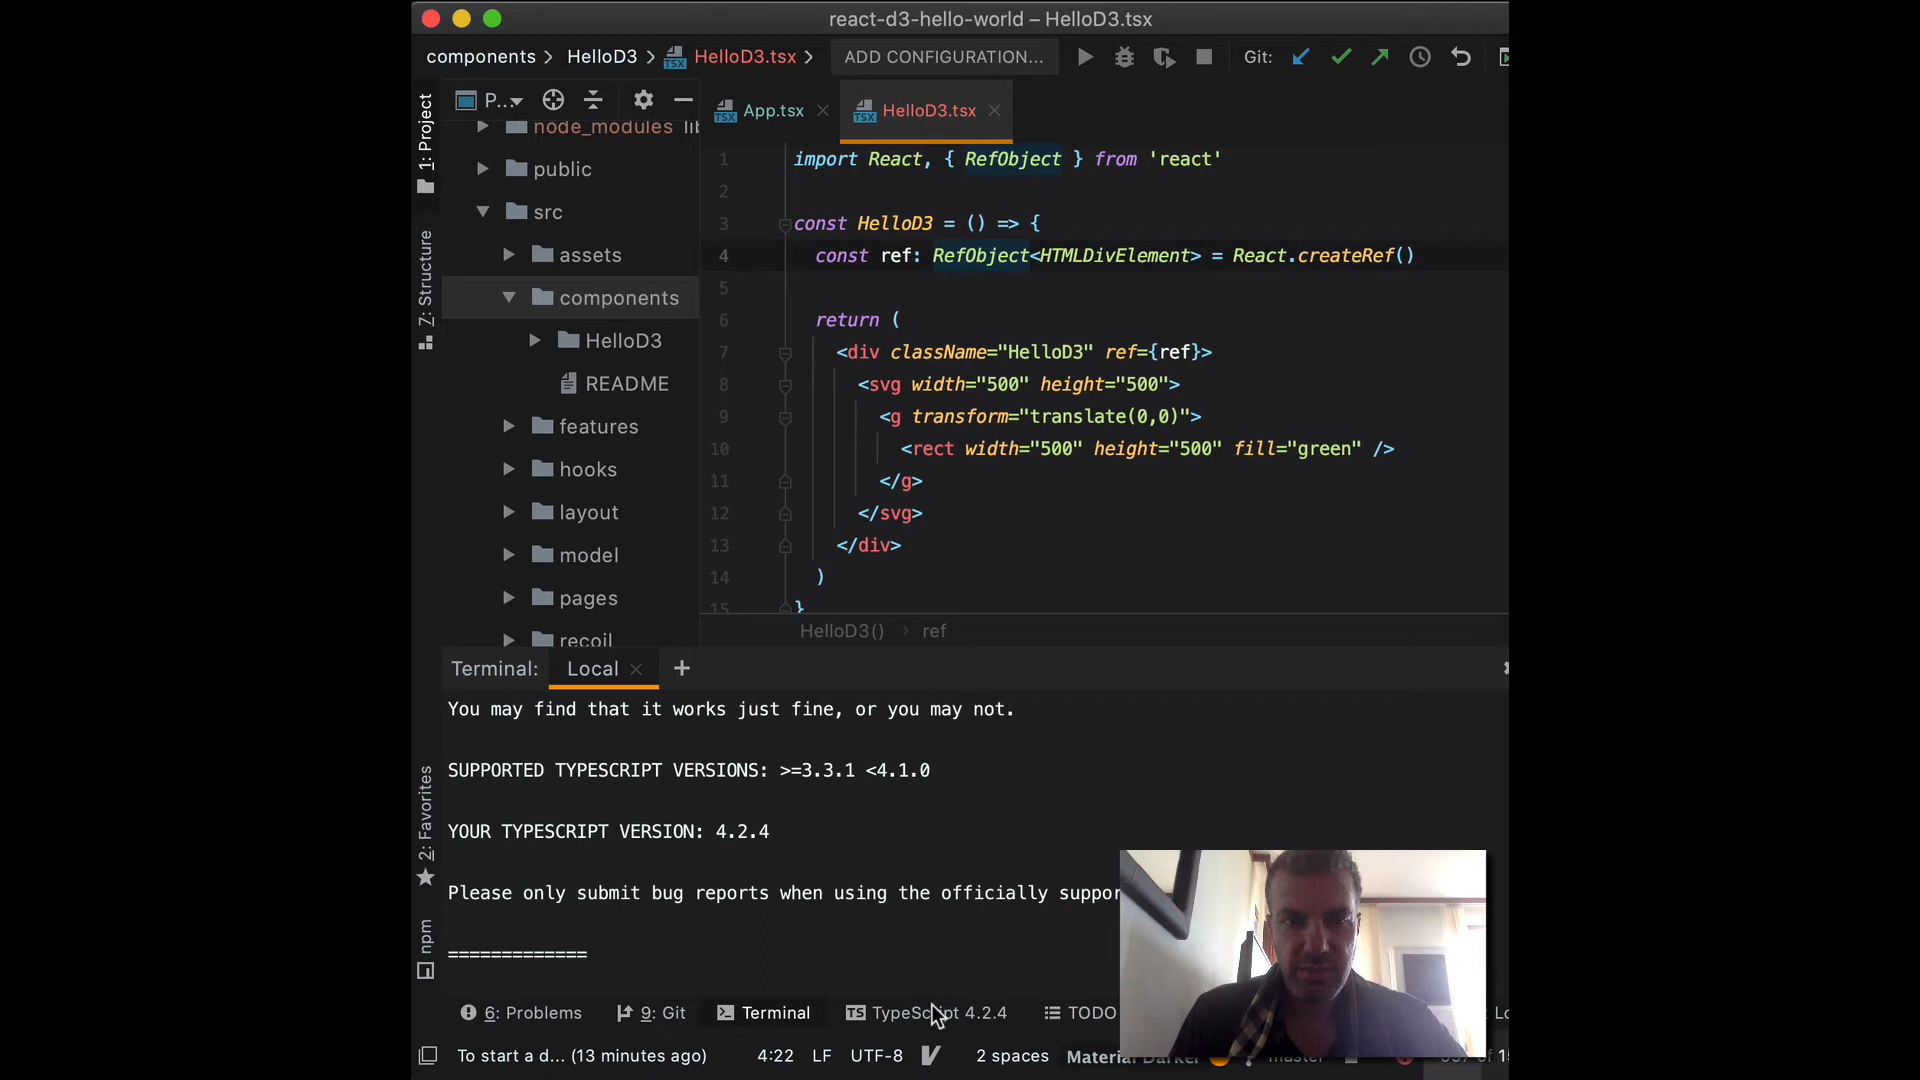 react-d3-hello-world – HelloD3.tsx
components
HelloD3
HelloD3.tsx
ADD CONFIGURATION...
Git:
1: Project
7: Structure
2: Favorites
npm
P...
node_modules
public
src
assets
components
HelloD3
README
features
hooks
layout
model
pages
recoil
App.tsx
HelloD3.tsx
1 import React, { RefObject } from 'react'
2
3 const HelloD3 = () => {
4 const ref: RefObject<HTMLDivElement> = React.createRef()
5
6 return (
7 <div className="HelloD3" ref={ref}>
8 <svg width="500" height="500">
9 <g transform="translate(0,0)">
10 <rect width="500" height="500" fill="green" />
11 </g>
12 </svg>
13 </div>
14 )
15 }
HelloD3() › ref
Terminal: Local
You may find that it works just fine, or you may not.
SUPPORTED TYPESCRIPT VERSIONS: >=3.3.1 <4.1.0
YOUR TYPESCRIPT VERSION: 4.2.4
Please only submit bug reports when using the officially suppor
=============
6: Problems
9: Git
Terminal
TypeScript 4.2.4
TODO
To start a d... (13 minutes ago)
4:22
LF
UTF-8
2 spaces
Material Darker